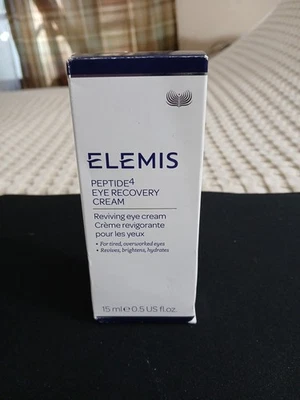 ELEMIS
PEPTIDE⁴
EYE RECOVERY
CREAM
Reviving eye cream
Crème revigorante
pour les yeux
• For tired, overworked eyes
• Revives, brightens, hydrates
15 ml e 0.5 US fl.oz.